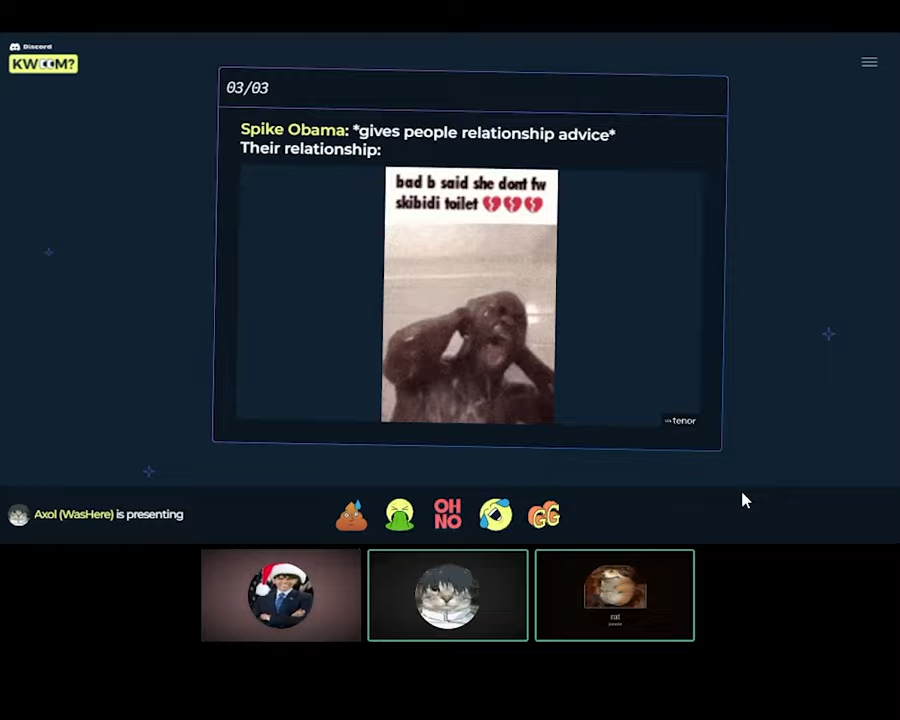 Discord
KWOOM?
03/03
Spike Obama: *gives people relationship advice*
Their relationship:
bad b said she dont fw
skibidi toilet 💔💔💔
via tenor
Axol (WasHere) is presenting
OH
NO
GG
rat